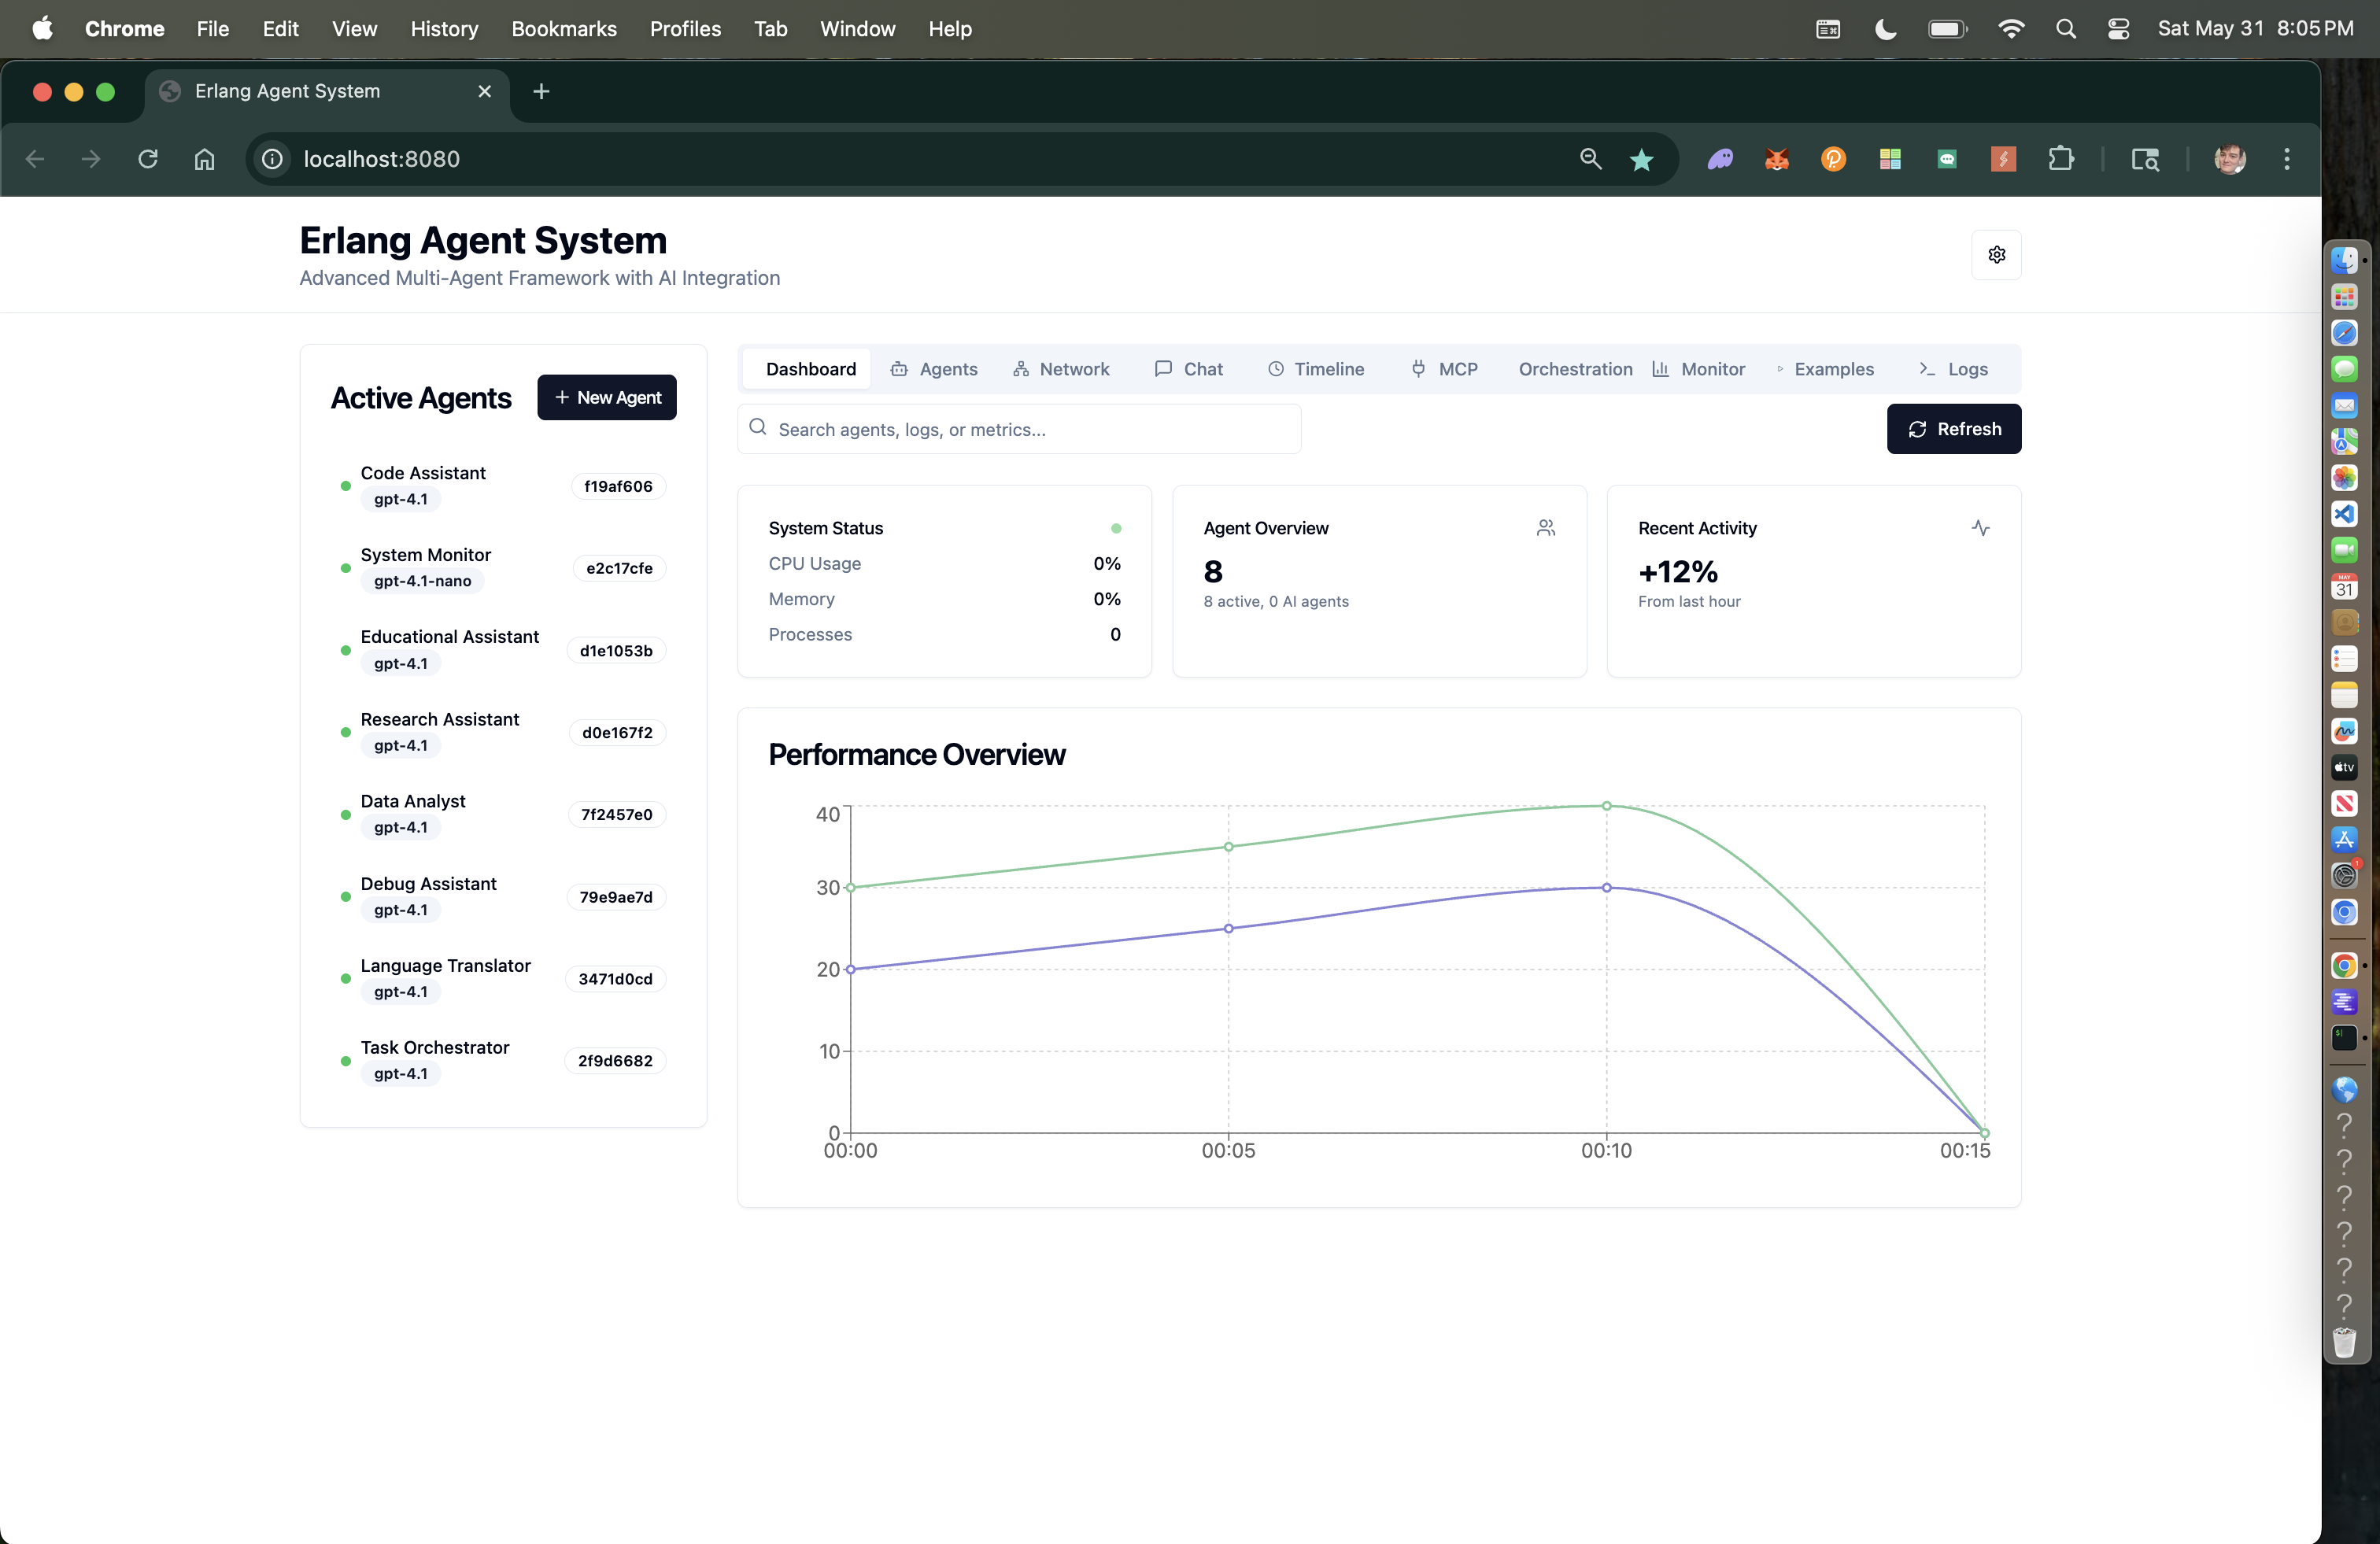 Chrome File Edit View History Bookmarks Profiles Tab Window Help Sat May 31 8:05 PM
Erlang Agent System
localhost:8080
Erlang Agent System
Advanced Multi-Agent Framework with AI Integration
Active Agents
+ New Agent
Code Assistant
gpt-4.1
f19af606
System Monitor
gpt-4.1-nano
e2c17cfe
Educational Assistant
gpt-4.1
d1e1053b
Research Assistant
gpt-4.1
d0e167f2
Data Analyst
gpt-4.1
7f2457e0
Debug Assistant
gpt-4.1
79e9ae7d
Language Translator
gpt-4.1
3471d0cd
Task Orchestrator
gpt-4.1
2f9d6682
Dashboard Agents Network Chat Timeline MCP Orchestration Monitor Examples Logs
Search agents, logs, or metrics...
Refresh
System Status
CPU Usage 0%
Memory 0%
Processes 0
Agent Overview
8
8 active, 0 AI agents
Recent Activity
+12%
From last hour
Performance Overview
40
30
20
10
0
00:00 00:05 00:10 00:15
MAY
31
tv
1
$
?
?
?
?
?
?